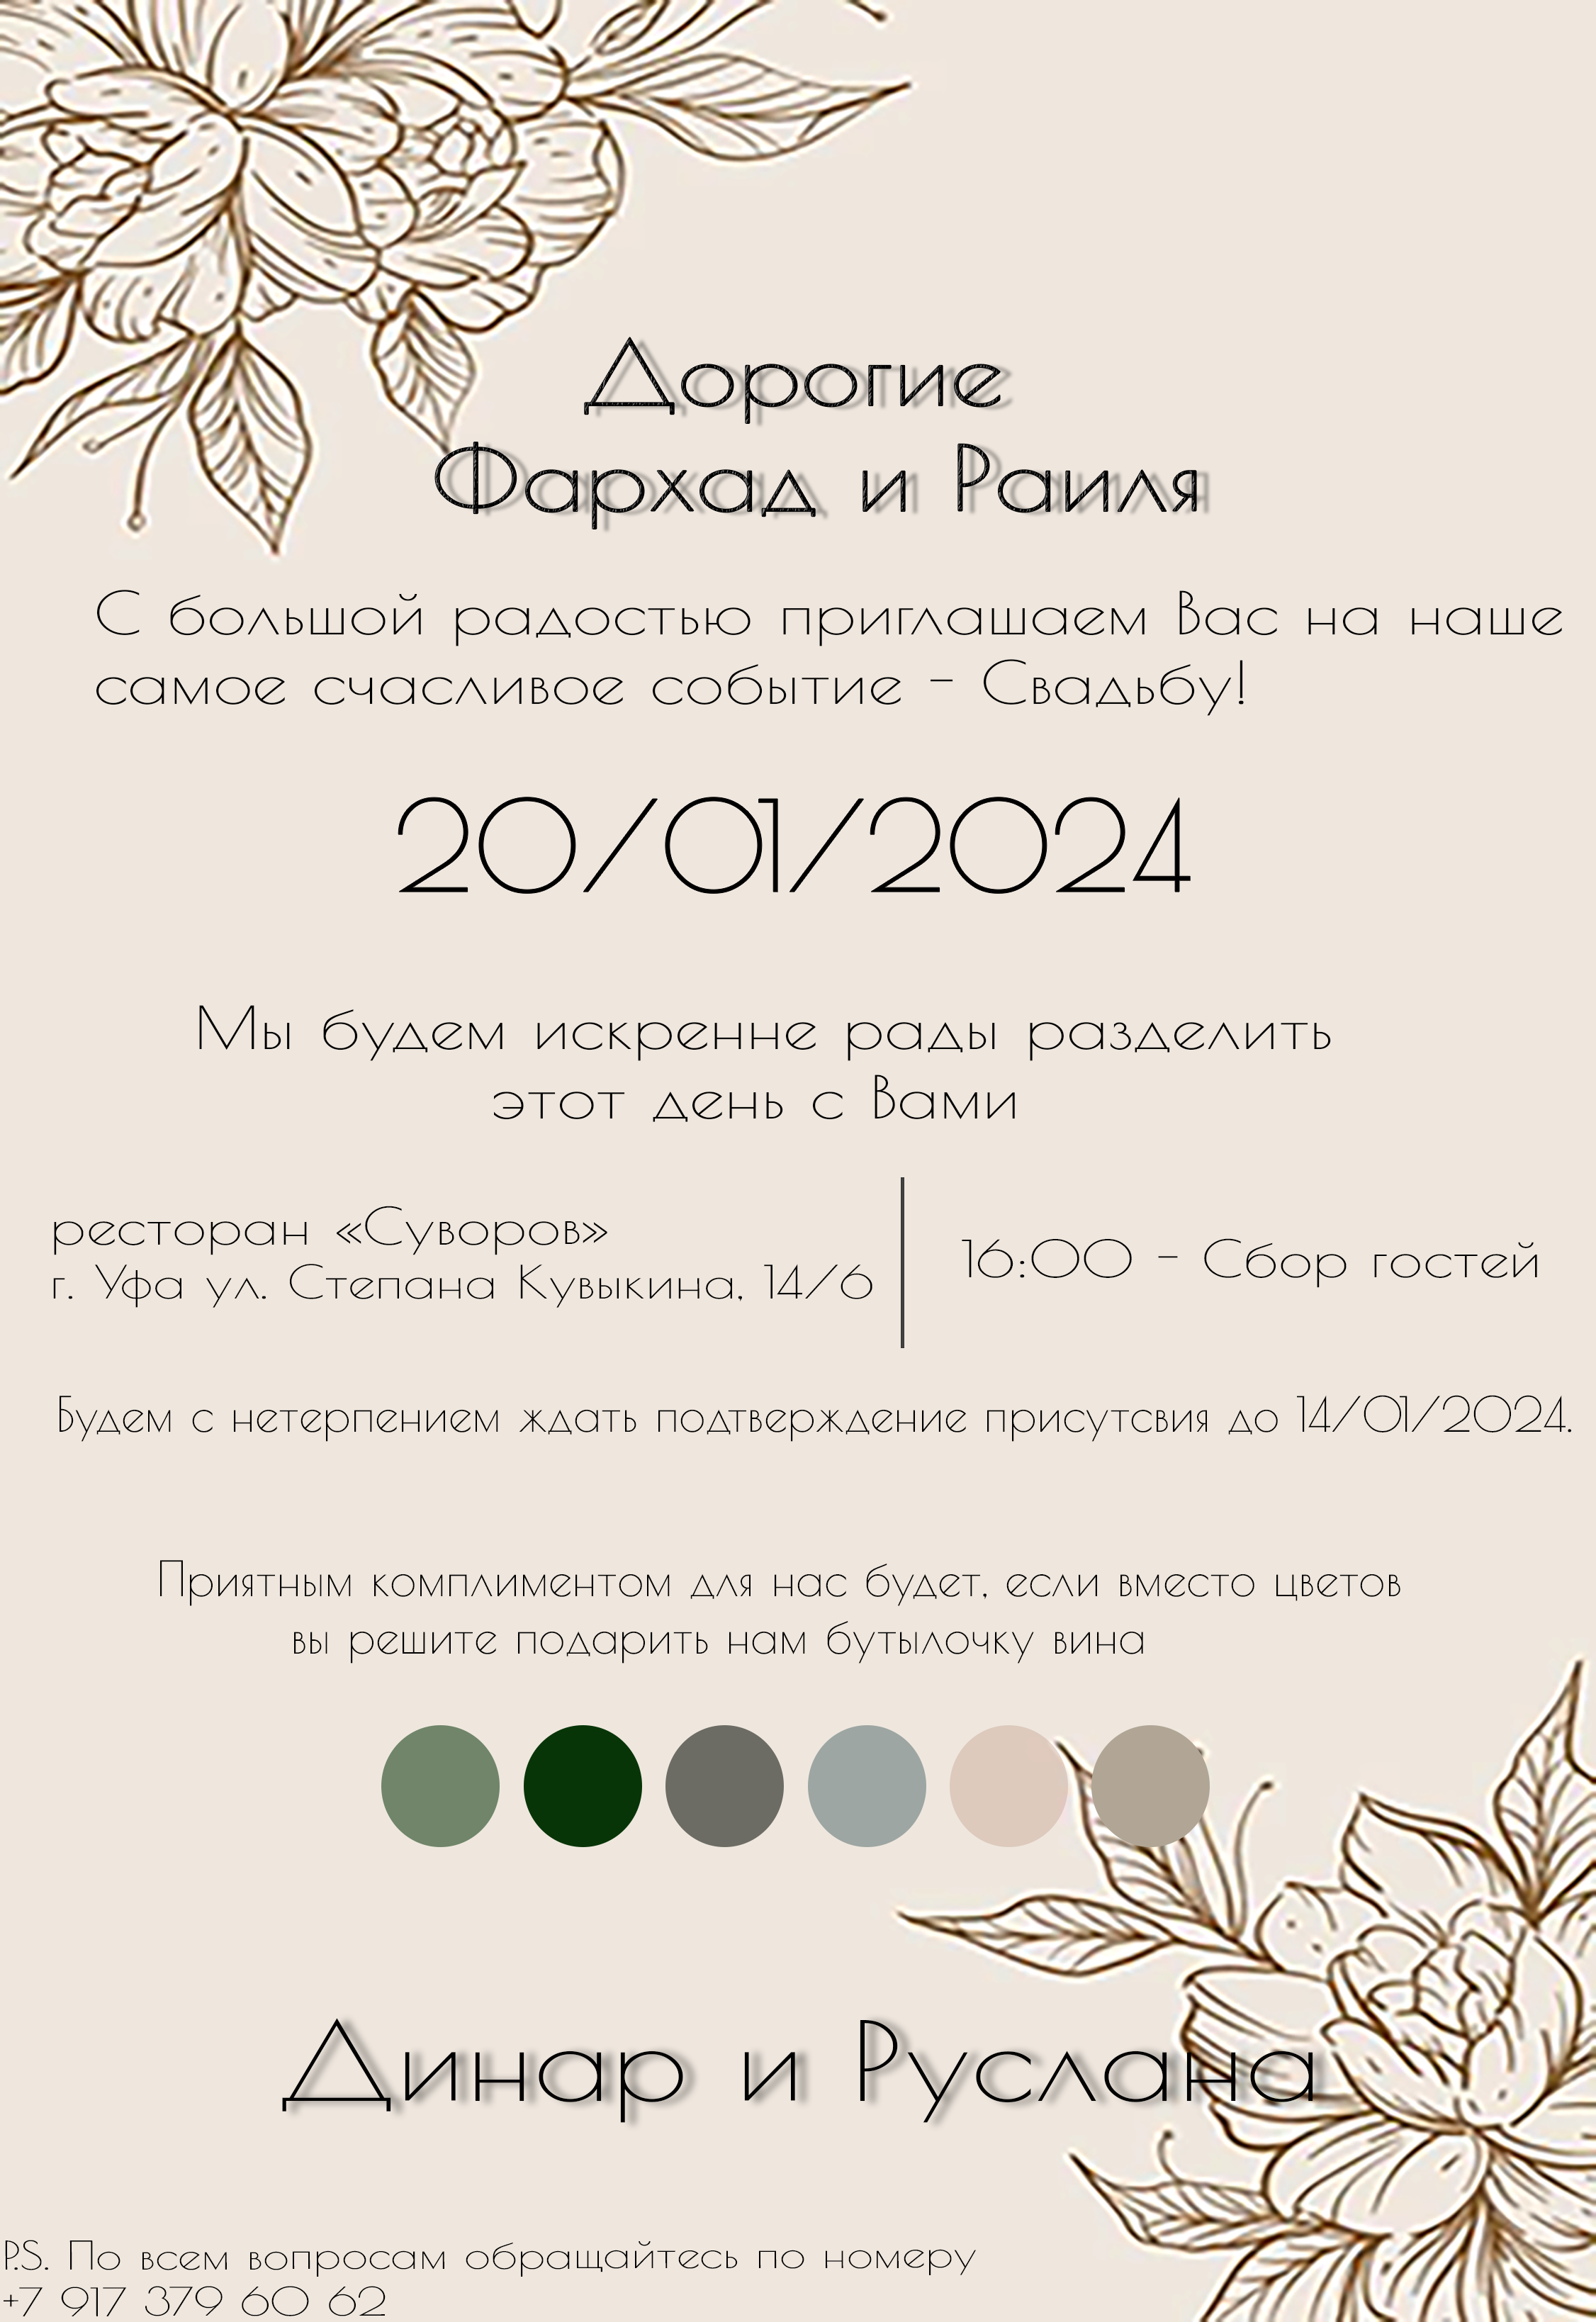 Дорогие
Фархад и Раиля
С большой радостью приглашаем Вас на наше
самое счасливое событие - Свадьбу!
20/01/2024
Мы будем искренне рады разделить
этот день с Вами
ресторан «Суворов»
г. Уфа ул. Степана Кувыкина, 14/6
16:00 - Сбор гостей
Будем с нетерпением ждать подтверждение присутсвия до 14/01/2024.
Приятным комплиментом для нас будет, если вместо цветов
вы решите подарить нам бутылочку вина
Динар и Руслана
P.S. По всем вопросам обращайтесь по номеру
+7 917 379 60 62